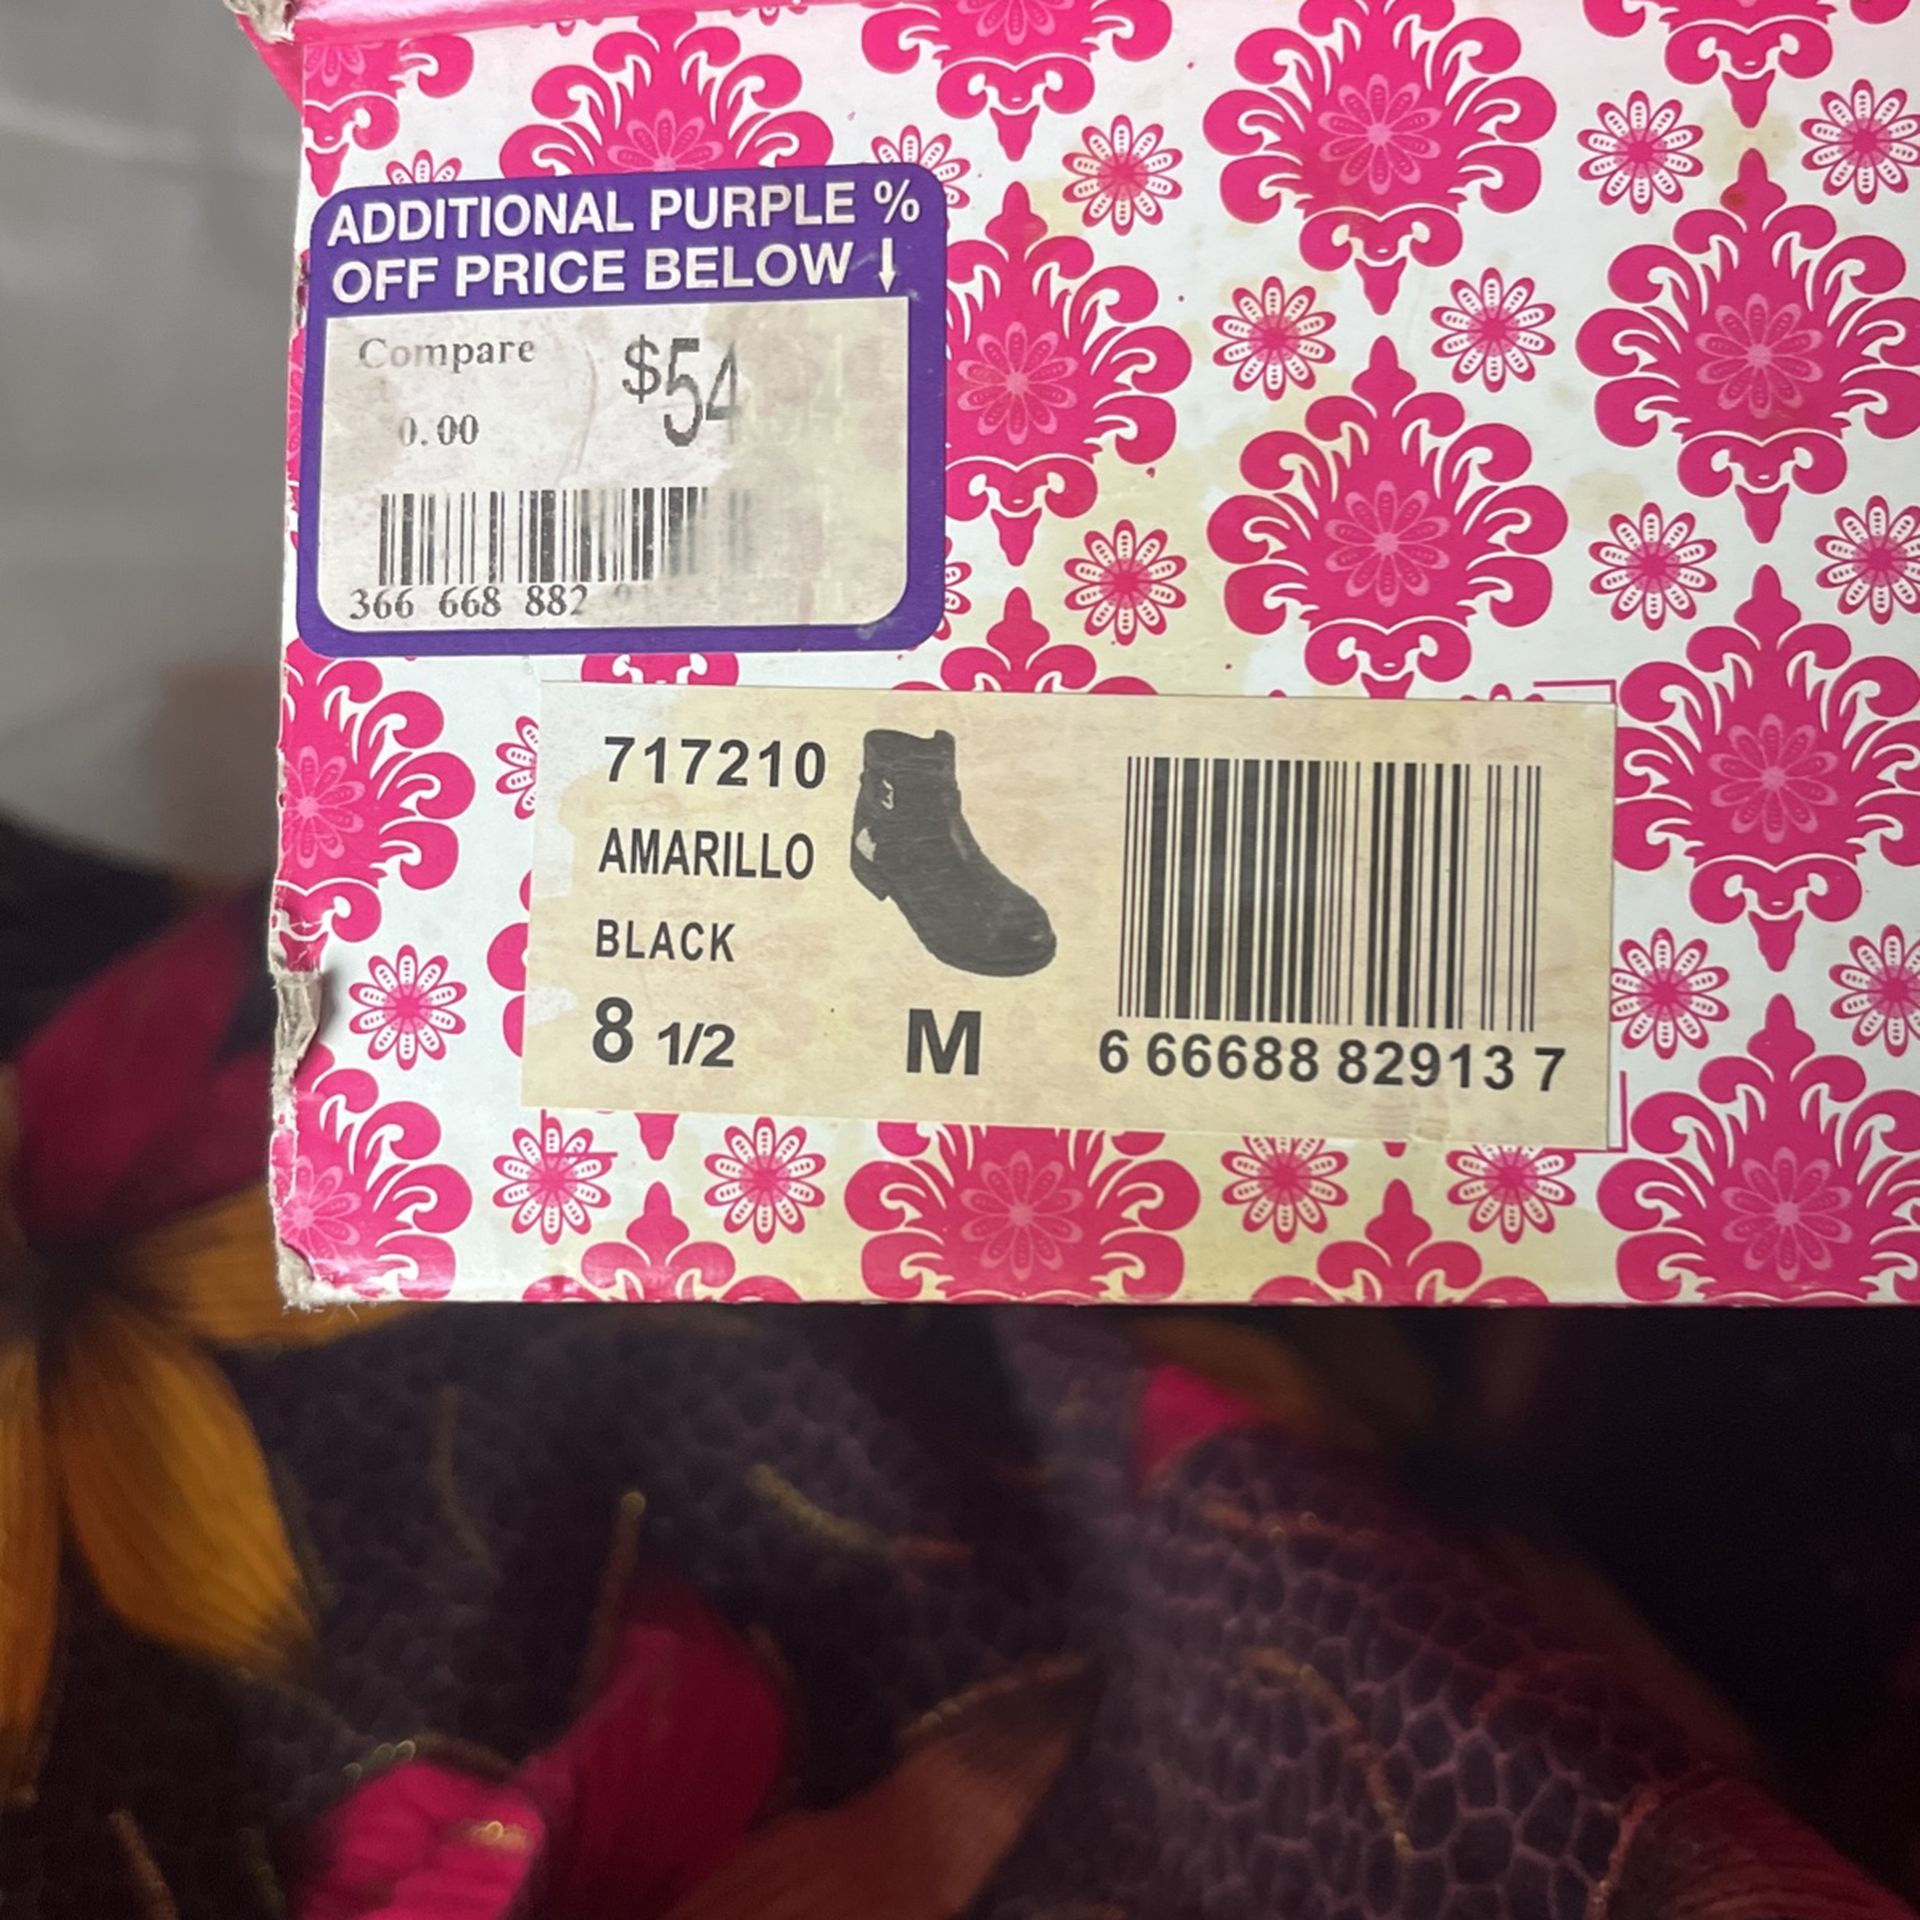 ADDITIONAL PURPLE %
OFF PRICE BELOW ↓
Compare
$54
0.00
366 668 882
717210
AMARILLO
BLACK
8 1/2 M
6 66688 82913 7